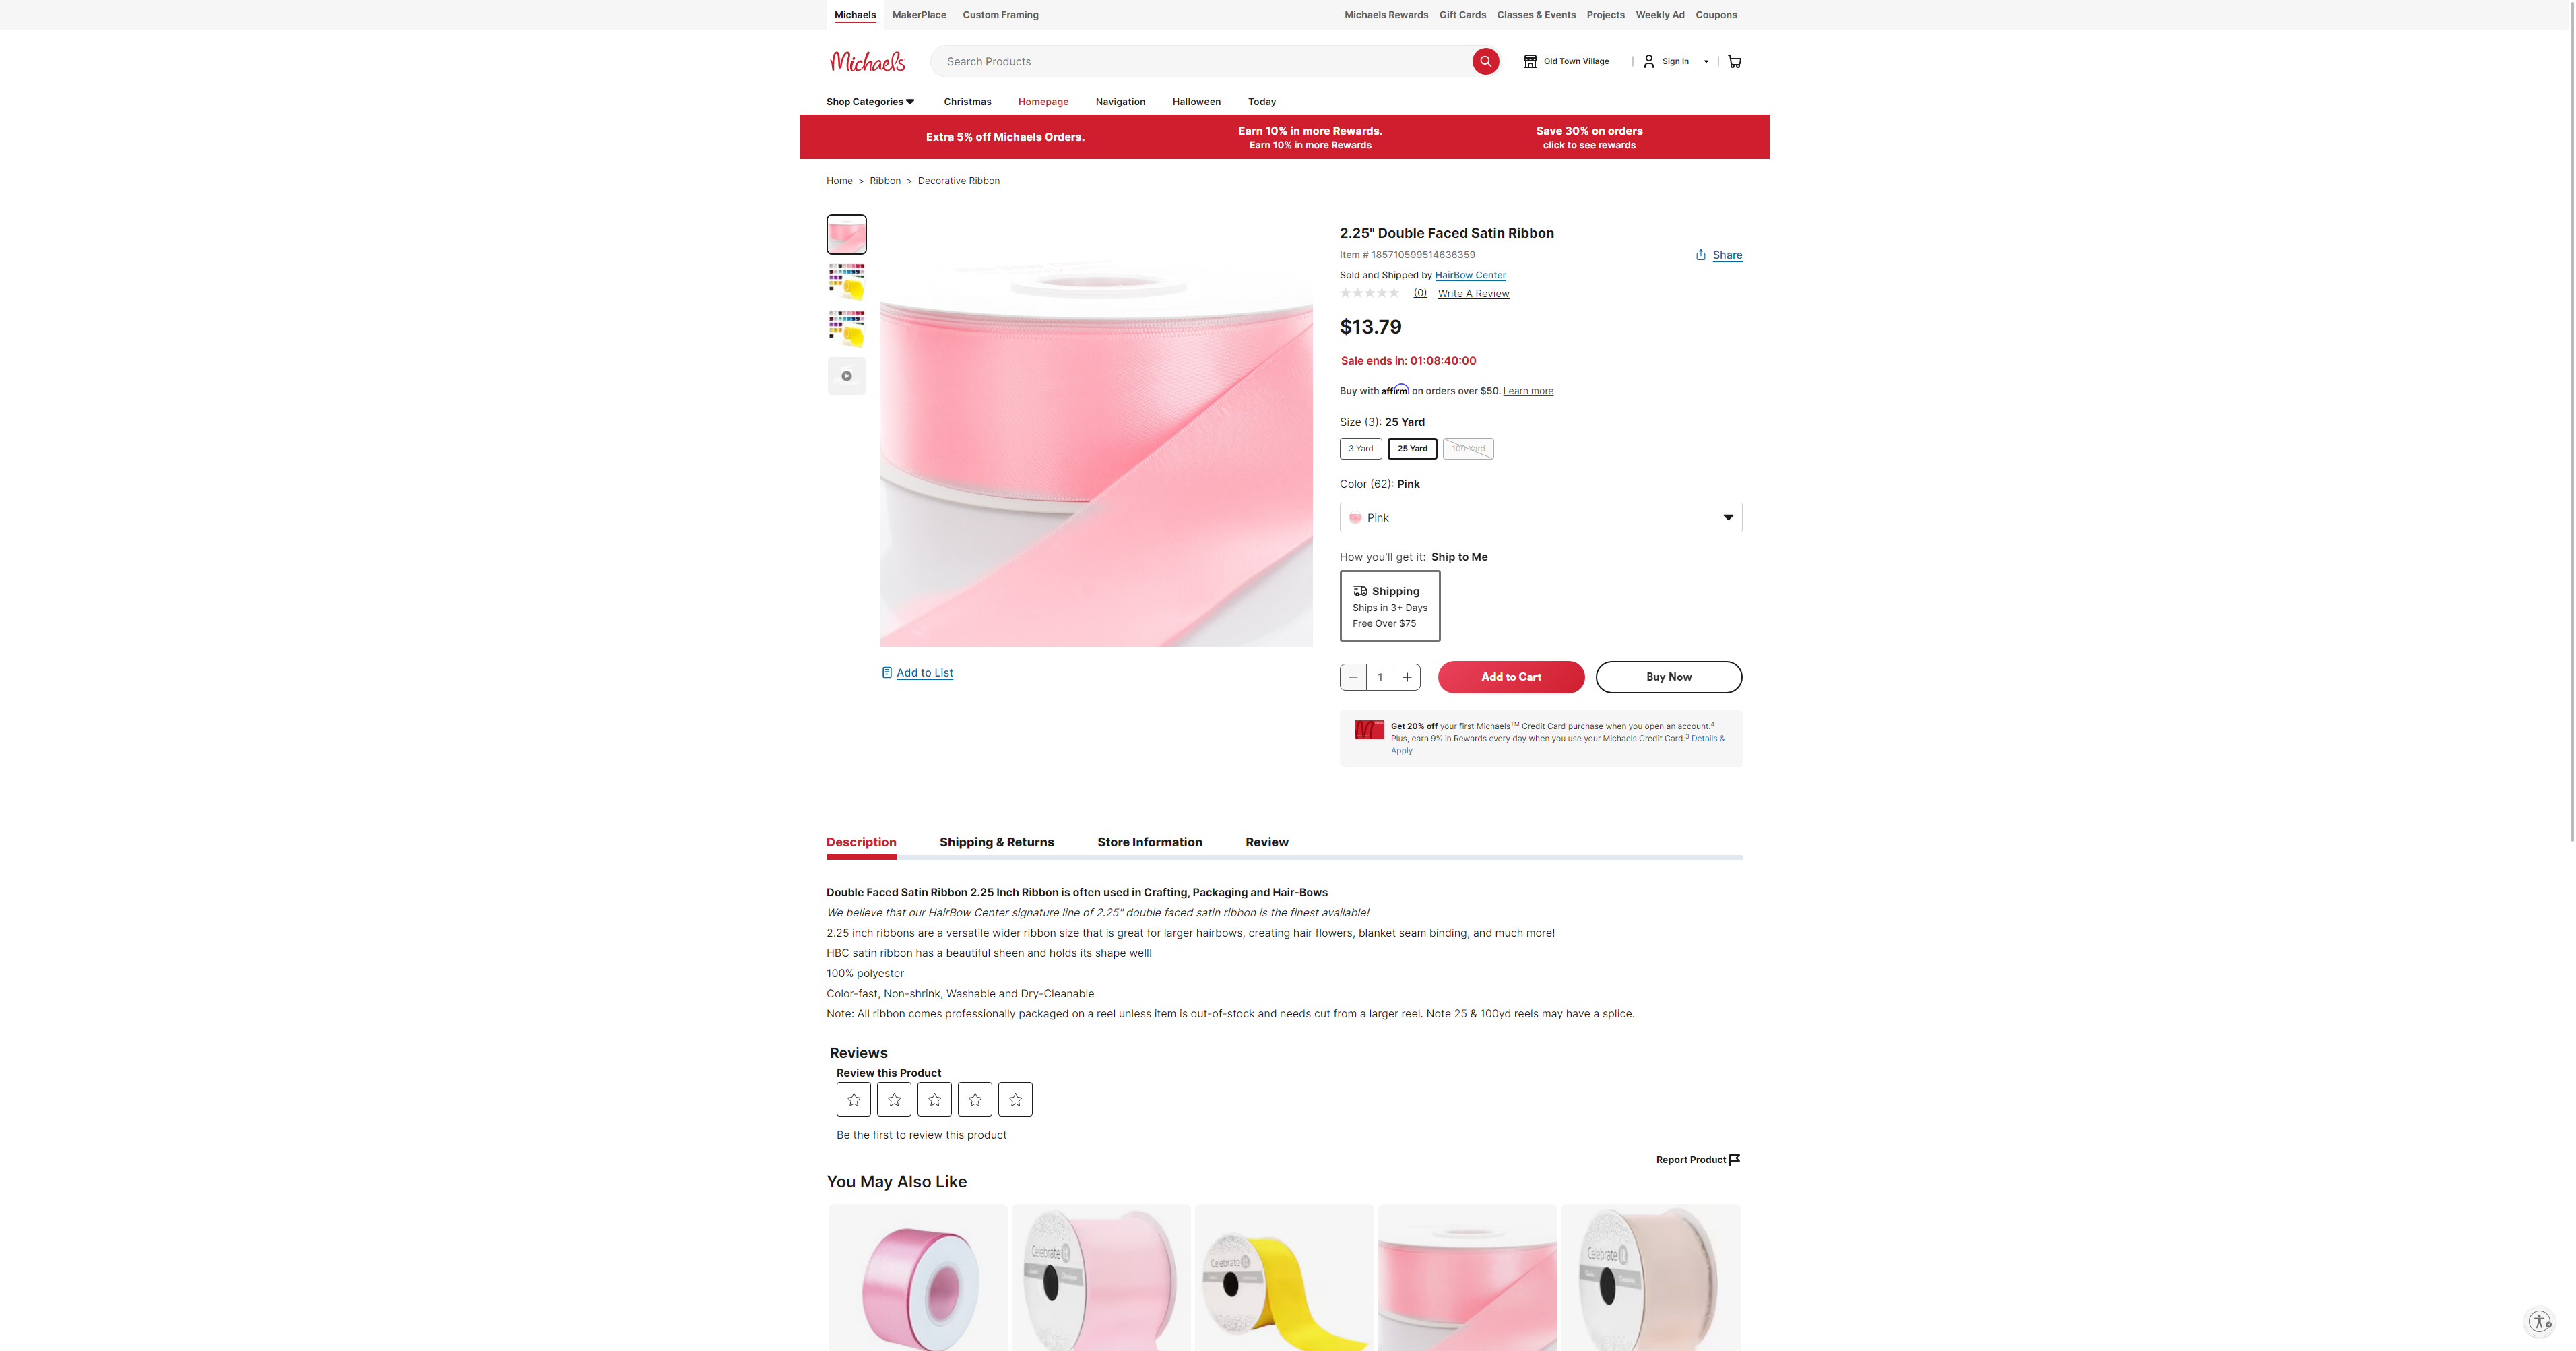 Michaels
MakerPlace
Custom Framing
Michaels Rewards
Gift Cards
Classes & Events
Projects
Weekly Ad
Coupons
Michaels
Search Products
Old Town Village
Sign In
Shop Categories
Christmas
Homepage
Navigation
Halloween
Today
Extra 5% off Michaels Orders.
Earn 10% in more Rewards.
Earn 10% in more Rewards
Save 30% on orders
click to see rewards
Home > Ribbon > Decorative Ribbon
2.25" Double Faced Satin Ribbon
Item # 185710599514636359
Share
Sold and Shipped by HairBow Center
(0) Write A Review
$13.79
Sale ends in: 01:08:40:00
Buy with affirm on orders over $50. Learn more
Size (3): 25 Yard
3 Yard
25 Yard
100 Yard
Color (62): Pink
Pink
How you'll get it: Ship to Me
Shipping
Ships in 3+ Days
Free Over $75
Add to List
1
Add to Cart
Buy Now
Get 20% off your first Michaels™ Credit Card purchase when you open an account.⁴
Plus, earn 9% in Rewards every day when you use your Michaels Credit Card.³ Details &
Apply
Description
Shipping & Returns
Store Information
Review
Double Faced Satin Ribbon 2.25 Inch Ribbon is often used in Crafting, Packaging and Hair-Bows
We believe that our HairBow Center signature line of 2.25" double faced satin ribbon is the finest available!
2.25 inch ribbons are a versatile wider ribbon size that is great for larger hairbows, creating hair flowers, blanket seam binding, and much more!
HBC satin ribbon has a beautiful sheen and holds its shape well!
100% polyester
Color-fast, Non-shrink, Washable and Dry-Cleanable
Note: All ribbon comes professionally packaged on a reel unless item is out-of-stock and needs cut from a larger reel. Note 25 & 100yd reels may have a splice.
Reviews
Review this Product
Be the first to review this product
Report Product
You May Also Like
Celebrate It
Celebrate It
Celebrate It